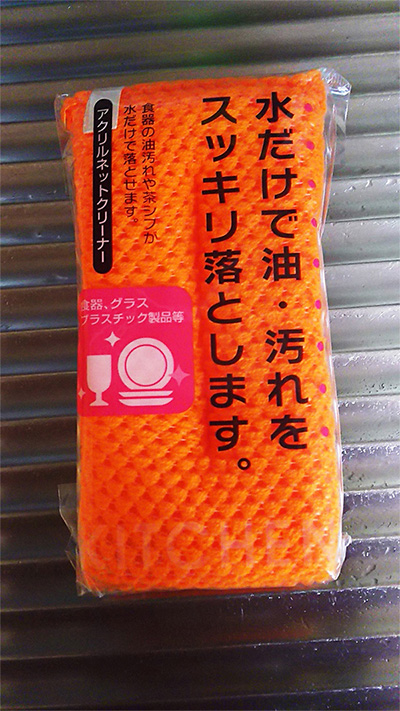 水だけで油・汚れを
スッキリ落とします。
食器の油汚れや茶シブが
水だけで落とせます。
アクリルネットクリーナー
食器、グラス
プラスチック製品等
KITCHEN